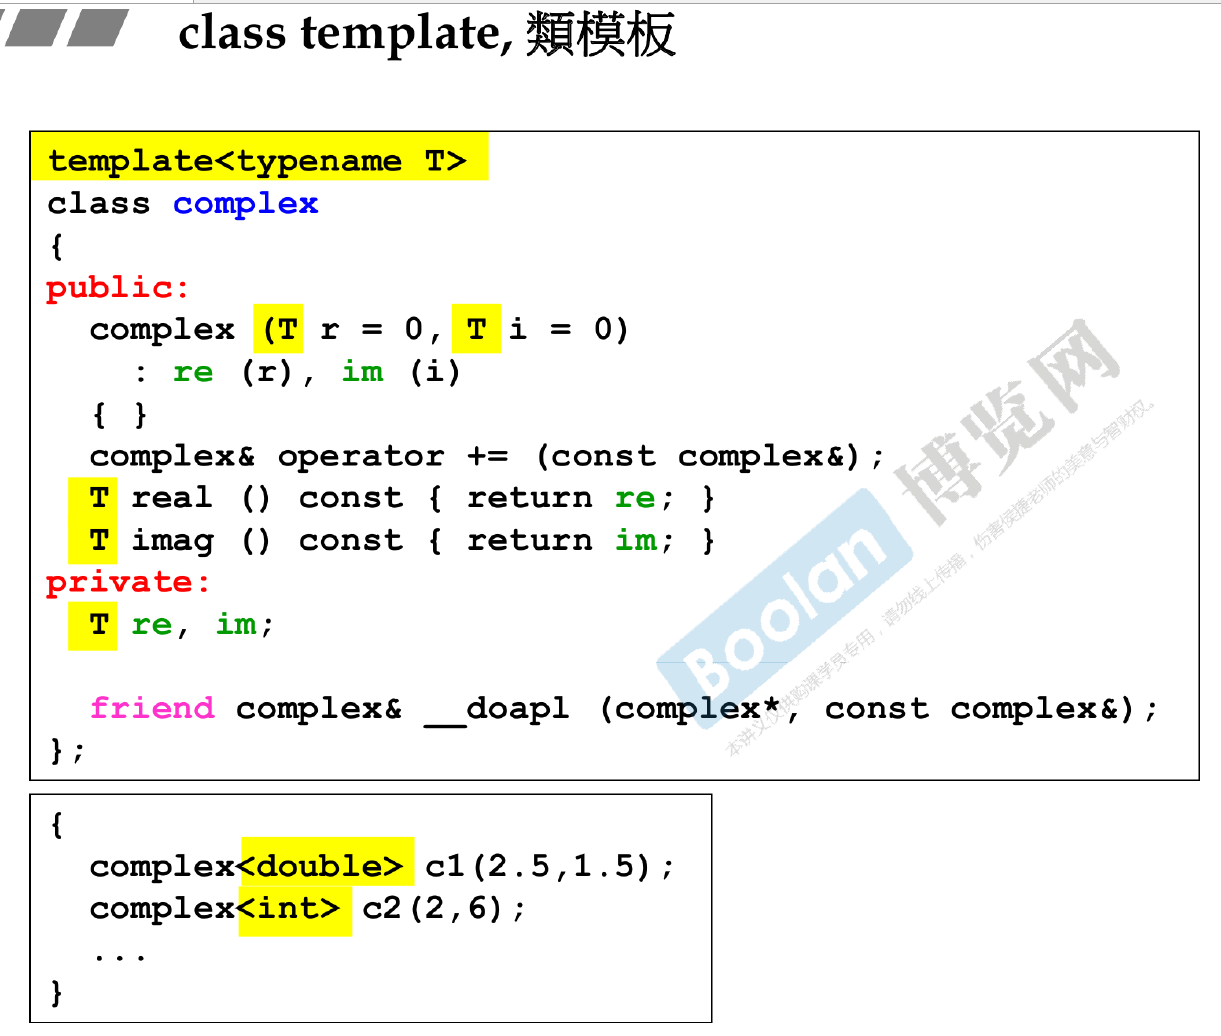 class template, 類模板
template<typename T>
class complex
{
public:
complex (T r = 0, T i = 0)
: re (r), im (i)
{ }
complex& operator += (const complex&);
T real () const { return re; }
T imag () const { return im; }
private:
T re, im;
friend complex& __doapl (complex*, const complex&);
};
{
complex<double> c1(2.5,1.5);
complex<int> c2(2,6);
...
}
Boolan 博览网
本讲义仅供购课学员专用，请勿线上传播，伤害侯捷老师的美意与智财权。